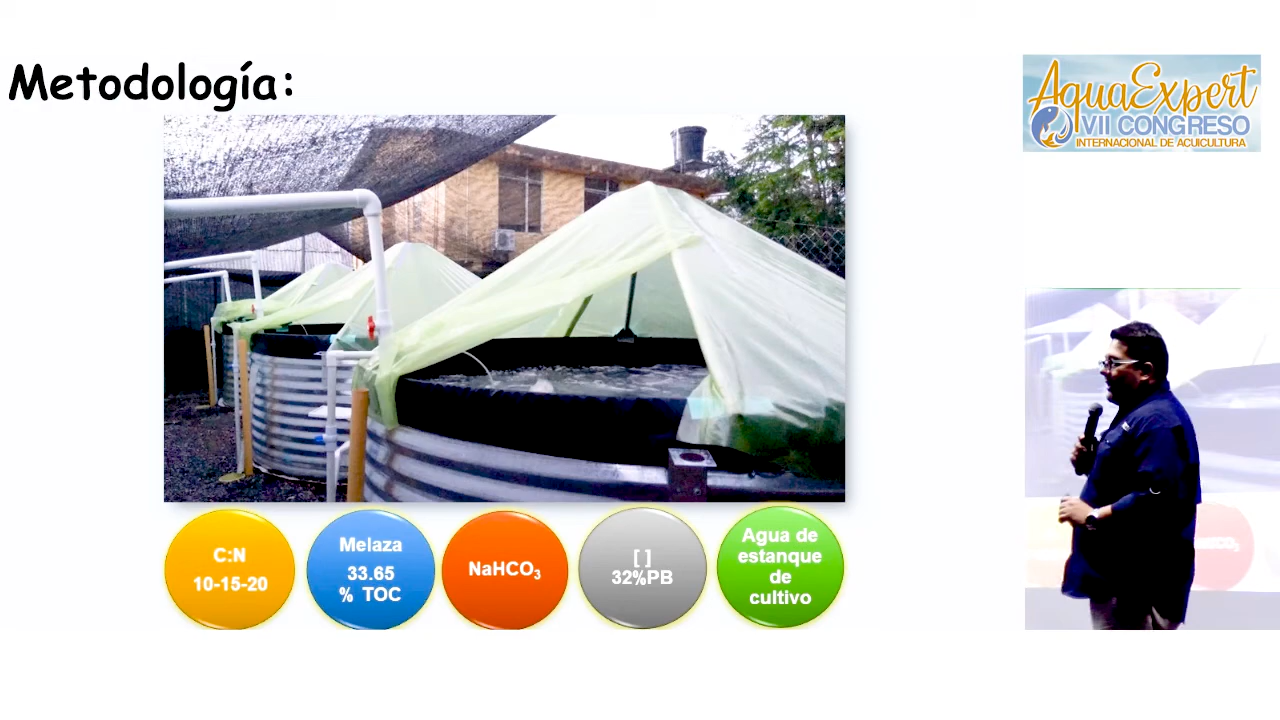 Metodología:
AquaExpert
VII CONGRESO
INTERNACIONAL DE ACUICULTURA
C:N
10-15-20
Melaza
33.65
% TOC
NaHCO₃
[ ]
32%PB
Agua de
estanque
de
cultivo